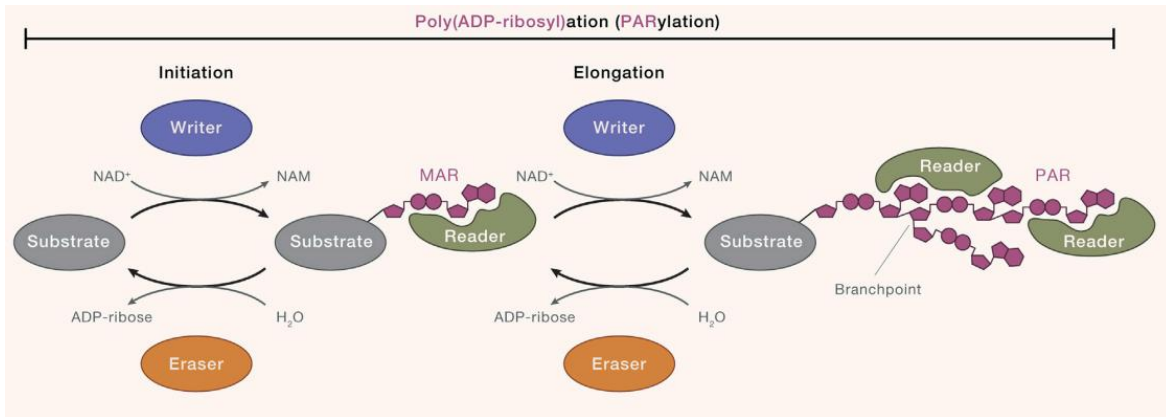 Poly(ADP-ribosyl)ation (PARylation)
Initiation
Elongation
Writer
Writer
NAD⁺
NAM
MAR
NAD⁺
NAM
Reader
PAR
Substrate
Substrate
Reader
Substrate
Reader
Branchpoint
ADP-ribose
H₂O
ADP-ribose
H₂O
Eraser
Eraser